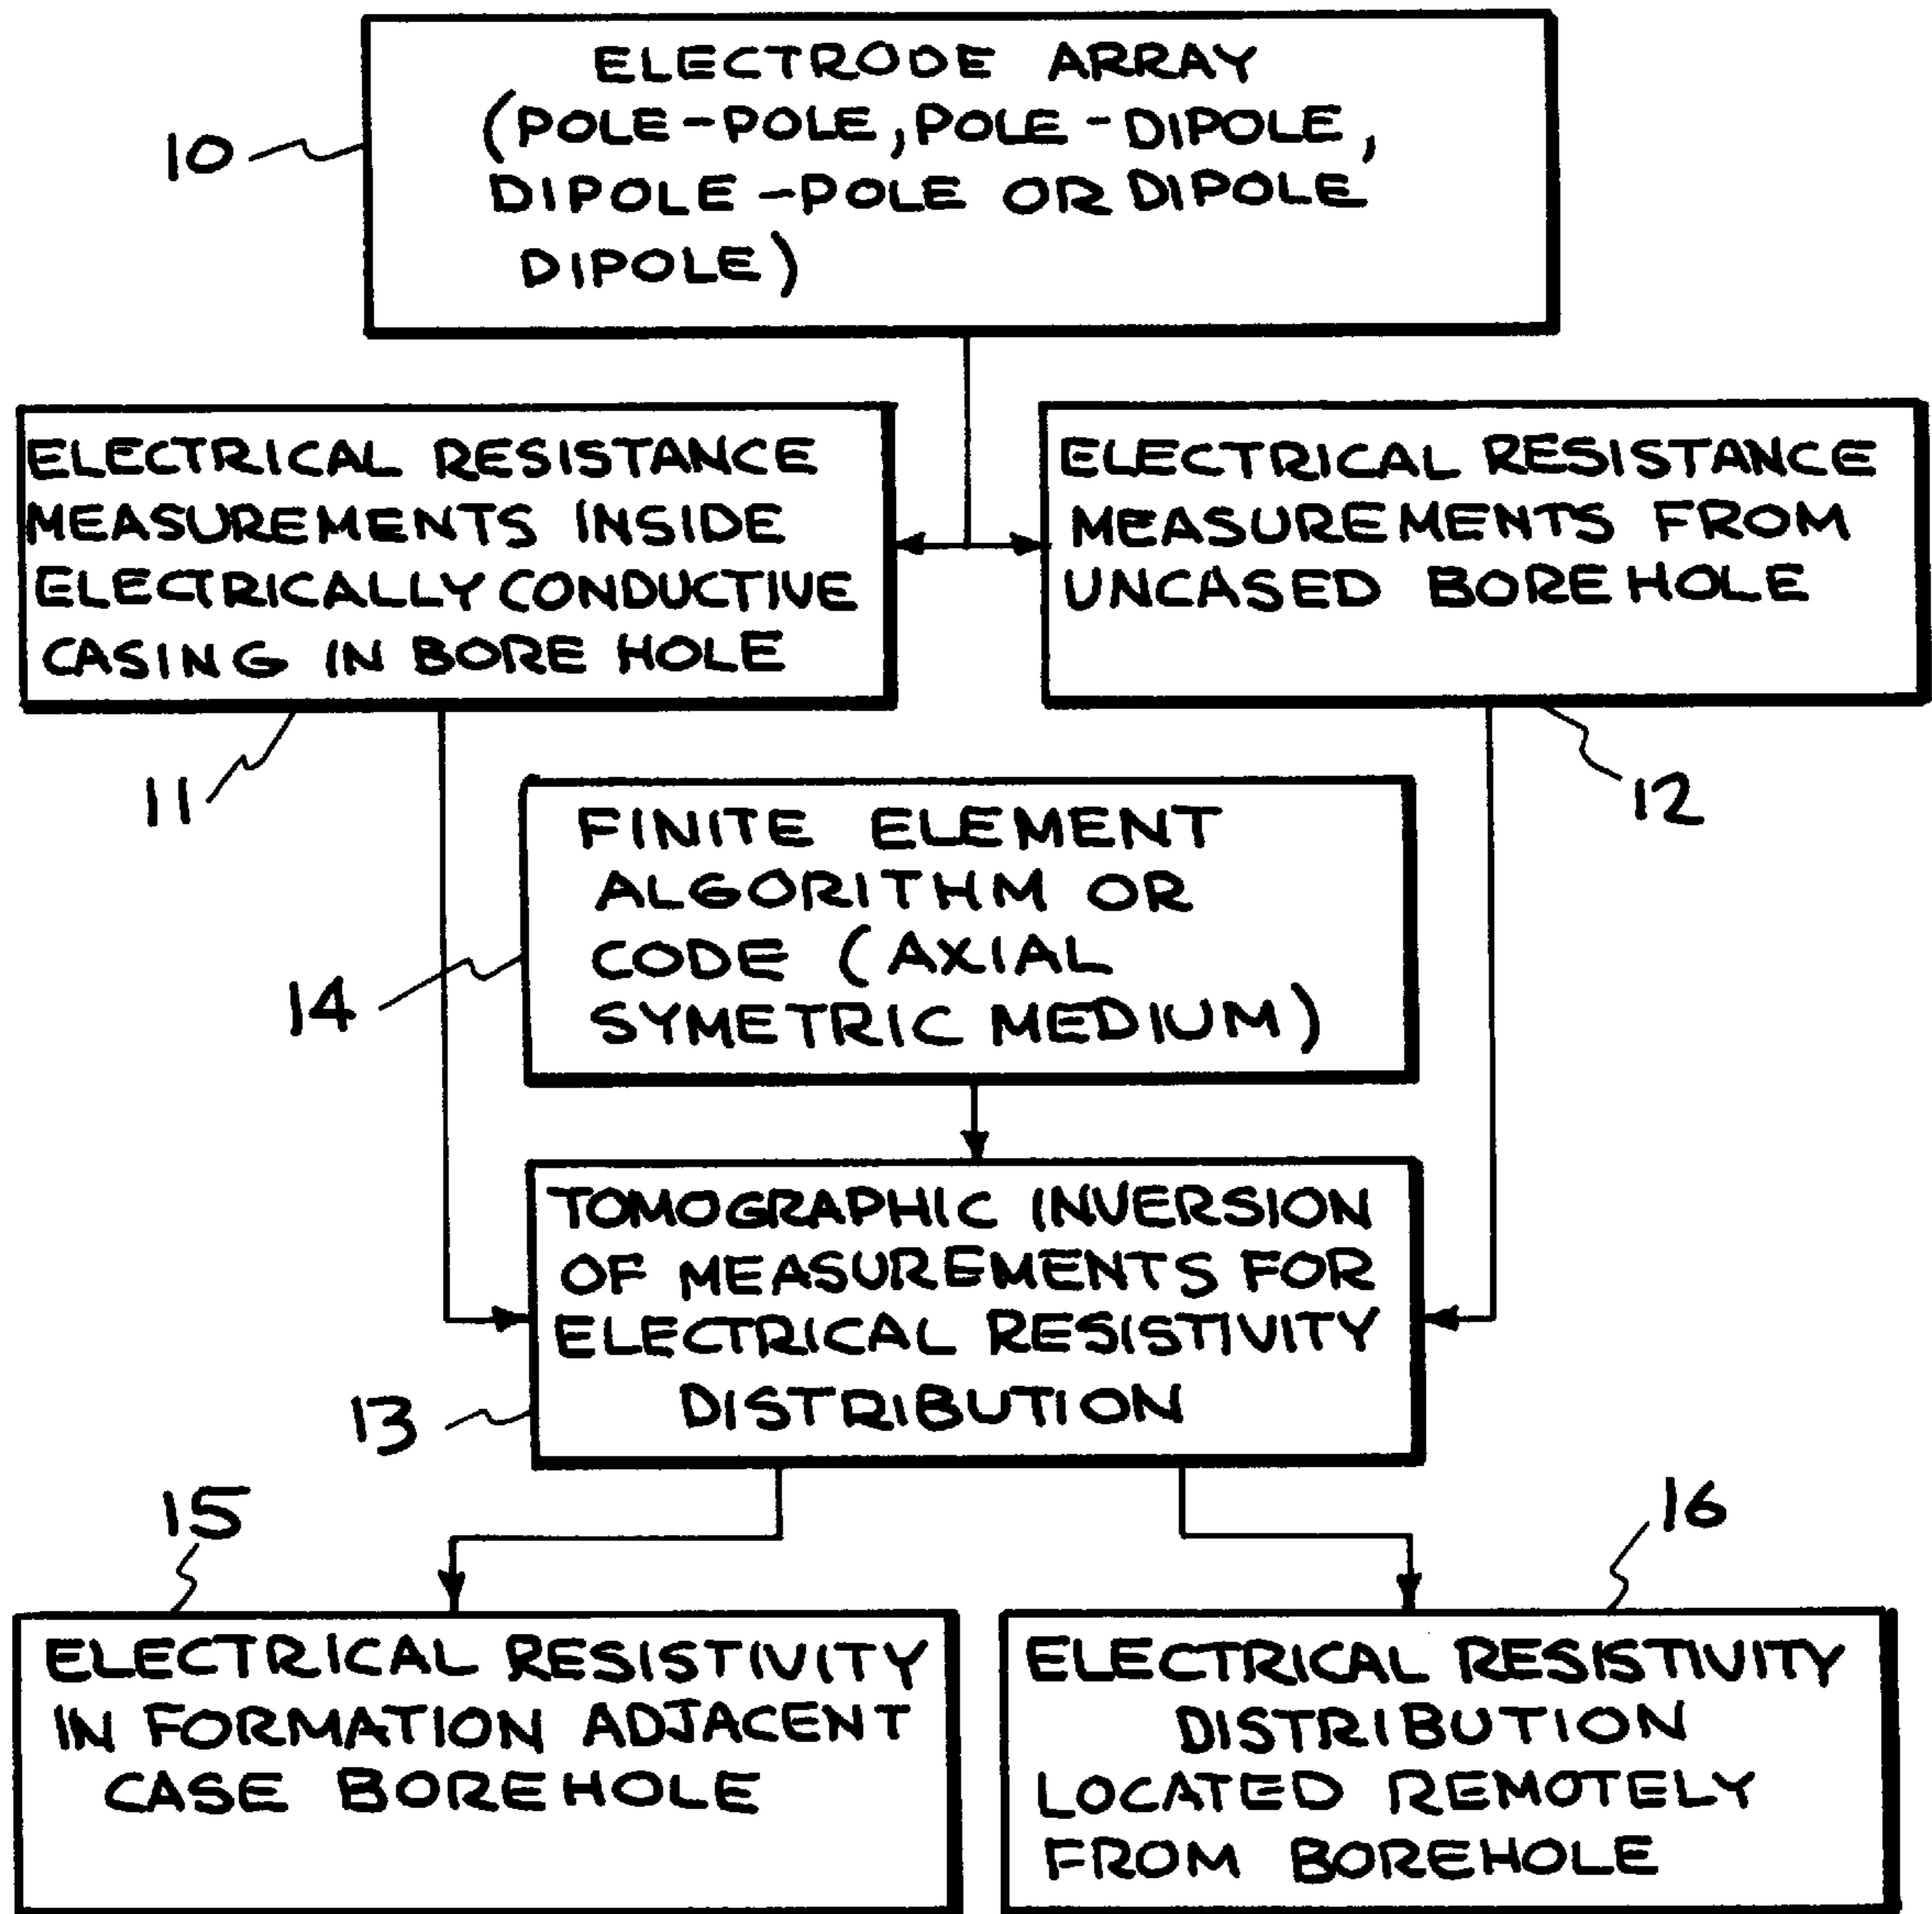 ELECTRODE ARRAY
(POLE-POLE, POLE-DIPOLE,
DIPOLE-POLE OR DIPOLE
DIPOLE)
10
ELECTRICAL RESISTANCE
MEASUREMENTS INSIDE
ELECTRICALLY CONDUCTIVE
CASING IN BORE HOLE
11
ELECTRICAL RESISTANCE
MEASUREMENTS FROM
UNCASED BOREHOLE
12
FINITE ELEMENT
ALGORITHM OR
CODE (AXIAL
SYMETRIC MEDIUM)
14
TOMOGRAPHIC INVERSION
OF MEASUREMENTS FOR
ELECTRICAL RESISTIVITY
DISTRIBUTION
13
15
ELECTRICAL RESISTIVITY
IN FORMATION ADJACENT
CASE BOREHOLE
16
ELECTRICAL RESISTIVITY
DISTRIBUTION
LOCATED REMOTELY
FROM BOREHOLE